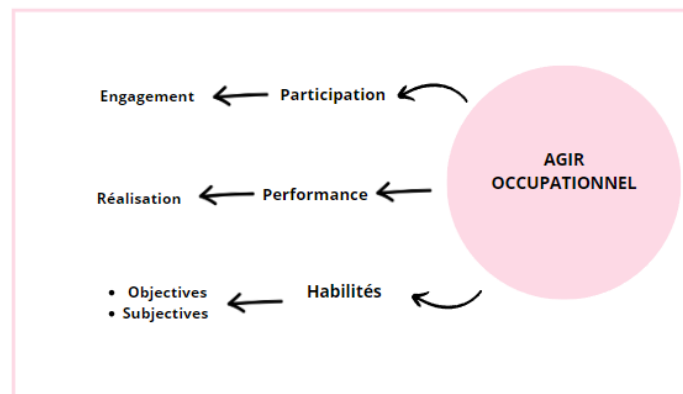 Engagement
Participation
AGIR
OCCUPATIONNEL
Réalisation
Performance
Habilités
• Objectives
• Subjectives